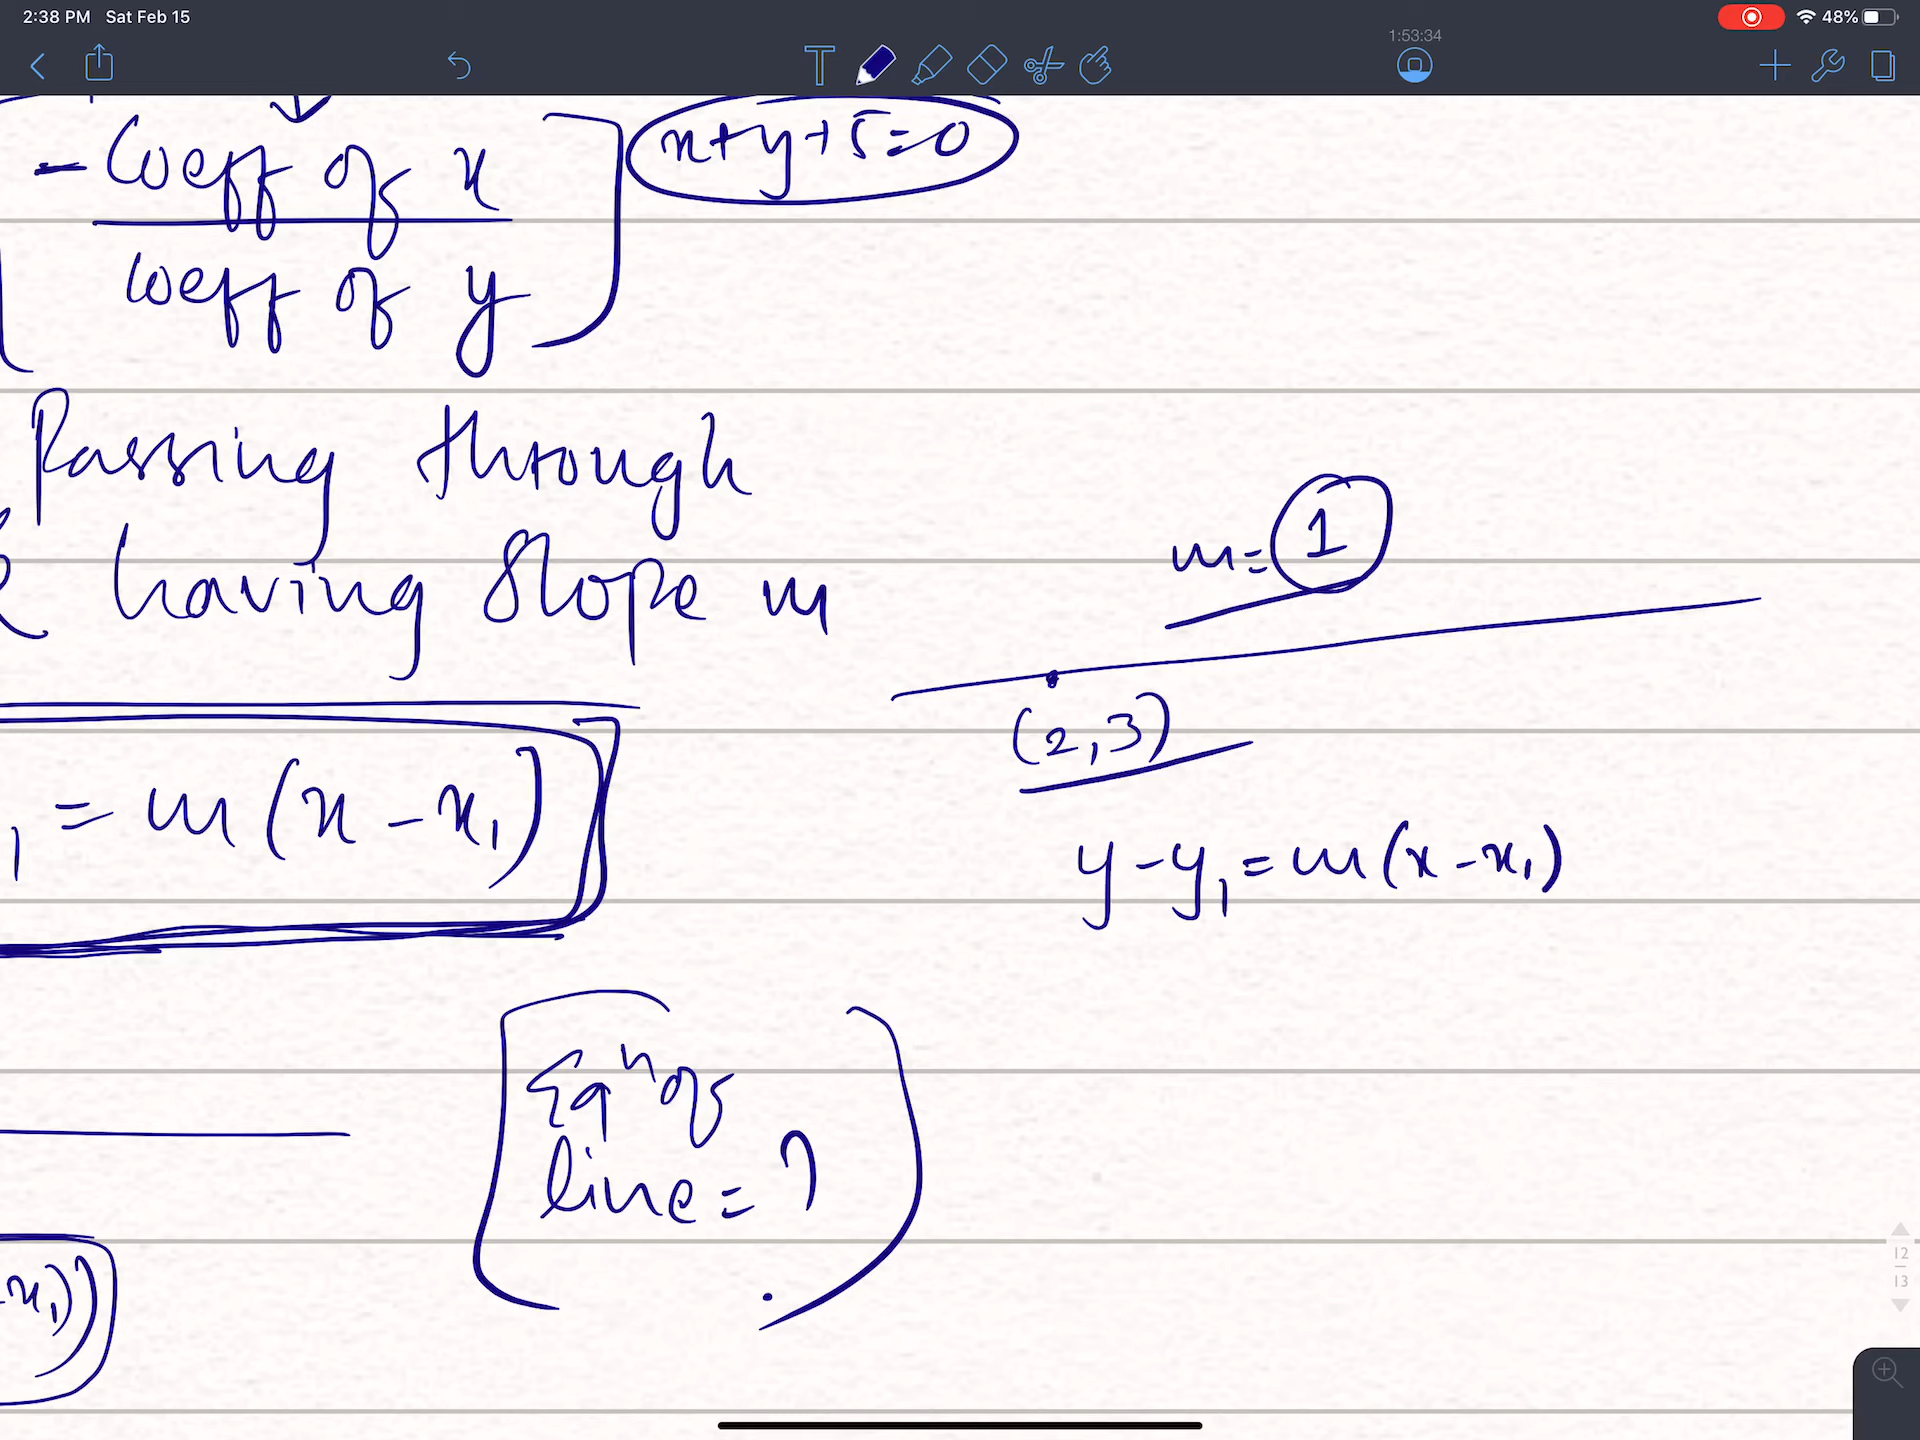 2:38 PM Sat Feb 15
48%
1:53:34
T
- Coeff of x
x+y+5=0
coeff of y
Passing through
m= 1
having slope m
(2,3)
1 = m(x-x1)
y-y1=m(x-x1)
Eqn of
line= ?
x1)
12
13